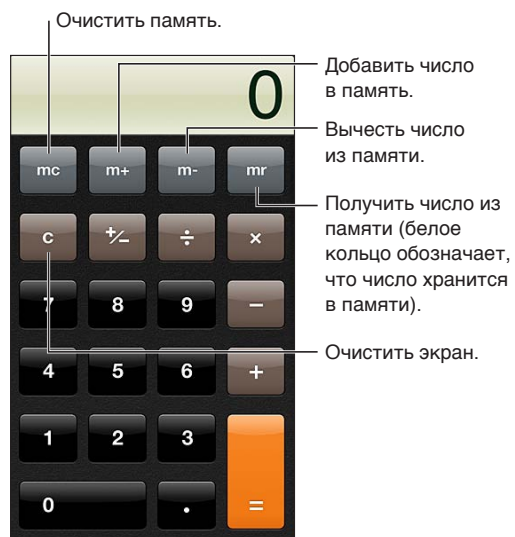 Очистить память.
0
Добавить число
в память.
Вычесть число
из памяти.
mc m+ m- mr
Получить число из
памяти (белое
кольцо обозначает,
что число хранится
в памяти).
c +/− ÷ ×
7 8 9 −
Очистить экран.
4 5 6 +
1 2 3
0 . =